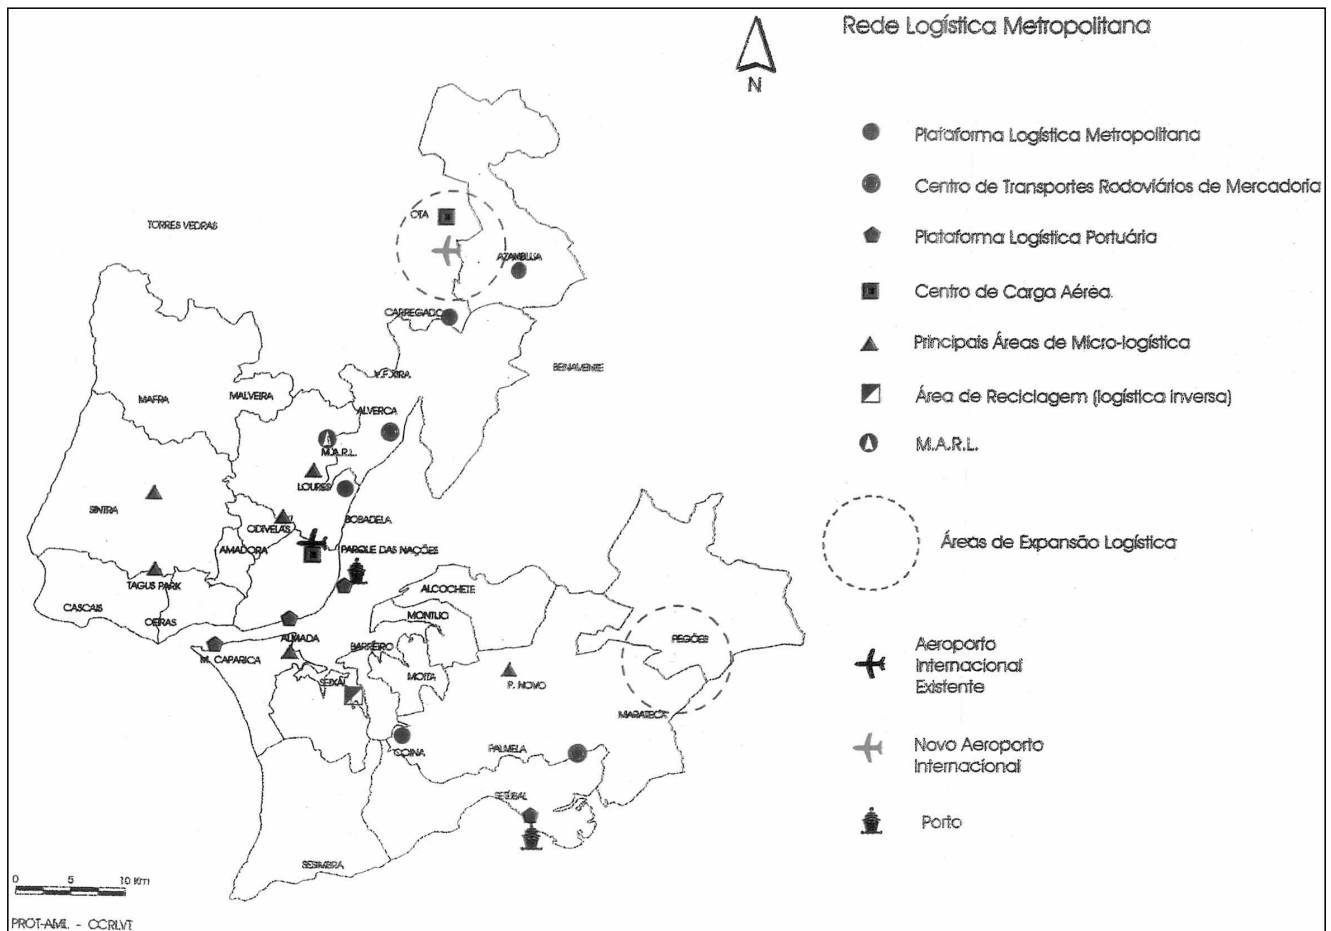 Rede Logística Metropolitana
N
Plataforma Logística Metropolitana
Centro de Transportes Rodoviários de Mercadoria
Plataforma Logística Portuária
Centro de Carga Aérea.
Principais Áreas de Micro-logística
Área de Reciclagem (logística inversa)
M.A.R.L.
Áreas de Expansão Logística
Aeroporto
Internacional
Existente
Novo Aeroporto
Internacional
Porto
OTA
TORRES VEDRAS
AZAMBUJA
CARREGADO
BENAVENTE
V.F.XIRA
MAFRA
MALVEIRA
ALVERCA
M.A.R.L.
LOURES
SINTRA
ODIVELAS
BOBADELA
AMADORA
PARQUE DAS NAÇÕES
TAGUS PARK
ALCOCHETE
CASCAIS
OEIRAS
MONTIJO
ALMADA
PEGÕES
BARREIRO
M. CAPARICA
SEIXAL
MOITA
P. NOVO
MARATECA
COINA
PALMELA
SETÚBAL
SESIMBRA
0 5 10 Km
PROT-AML - CCRLVT